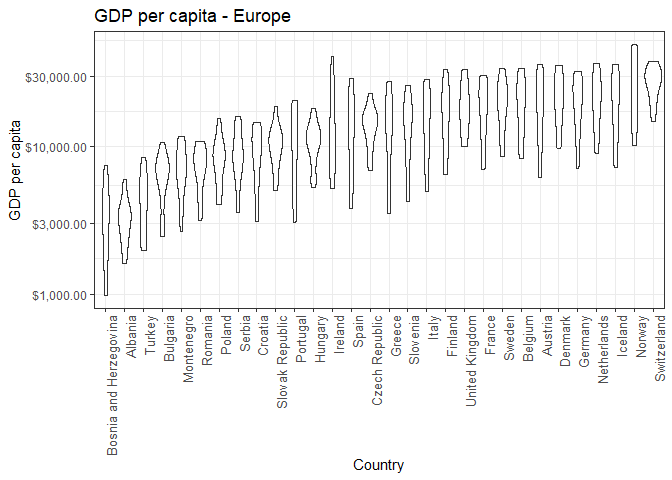 GDP per capita - Europe
GDP per capita
$30,000.00
$10,000.00
$3,000.00
$1,000.00
Bosnia and Herzegovina
Albania
Turkey
Bulgaria
Montenegro
Romania
Poland
Serbia
Croatia
Slovak Republic
Portugal
Hungary
Ireland
Spain
Czech Republic
Greece
Slovenia
Italy
Finland
United Kingdom
France
Sweden
Belgium
Austria
Denmark
Germany
Netherlands
Iceland
Norway
Switzerland
Country